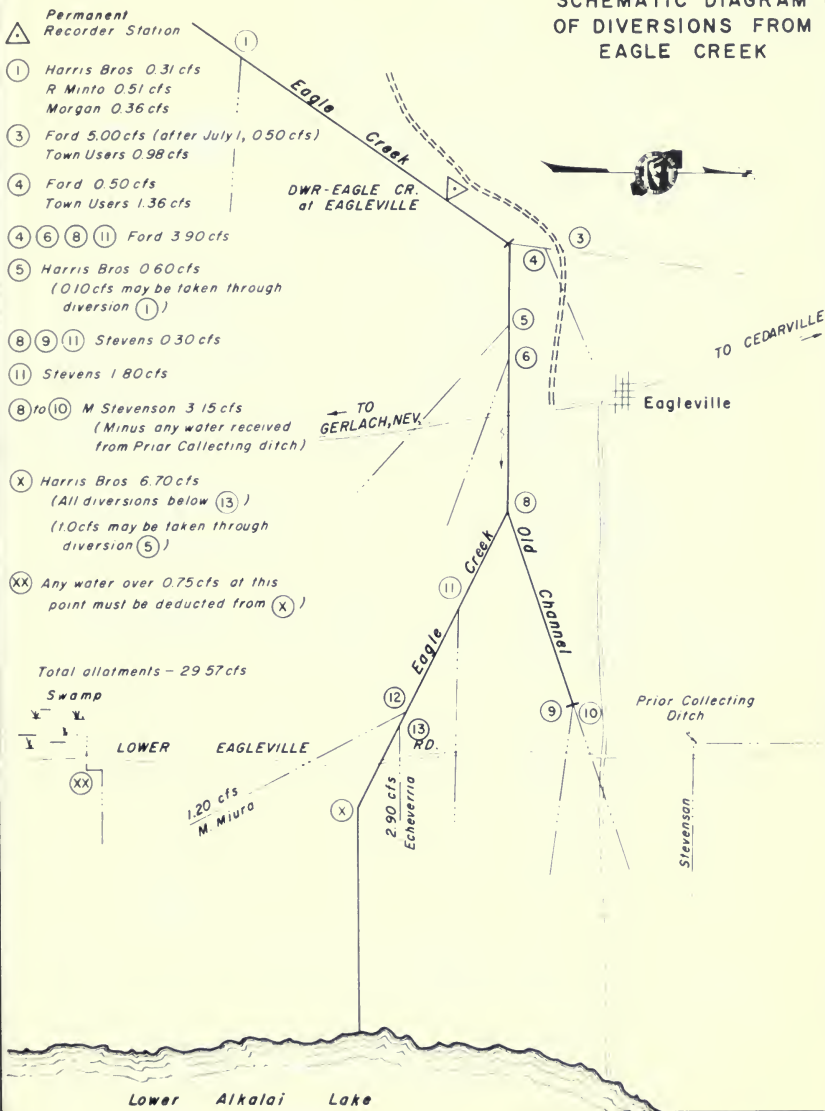 SCHEMATIC DIAGRAM
OF DIVERSIONS FROM
EAGLE CREEK
Permanent
Recorder Station
1 Harris Bros 0.31 cfs
R Minto 0.51 cfs
Morgan 0.36 cfs
3 Ford 5.00 cfs (after July 1, 0.50 cfs)
Town Users 0.98 cfs
4 Ford 0.50 cfs
Town Users 1.36 cfs
4 6 8 11 Ford 3.90 cfs
5 Harris Bros 0.60 cfs
(0.10 cfs may be taken through
diversion 1)
8 9 11 Stevens 0.30 cfs
11 Stevens 1.80 cfs
8 to 10 M Stevenson 3.15 cfs
(Minus any water received
from Prior Collecting ditch)
X Harris Bros 6.70 cfs
(All diversions below 13)
(1.0 cfs may be taken through
diversion 5)
XX Any water over 0.75 cfs at this
point must be deducted from X)
Total allotments - 29.57 cfs
1
Eagle Creek
DWR-EAGLE CR.
at EAGLEVILLE
3
4
5
6
TO CEDARVILLE
Eagleville
TO
GERLACH, NEV.
8
Eagle Creek
Old Channel
11
12
13
9
10
Prior Collecting
Ditch
Swamp
LOWER EAGLEVILLE RD.
XX
1.20 cfs
M. Miura
X
2.90 cfs
Echeverria
Stevenson
Lower Alkalai Lake